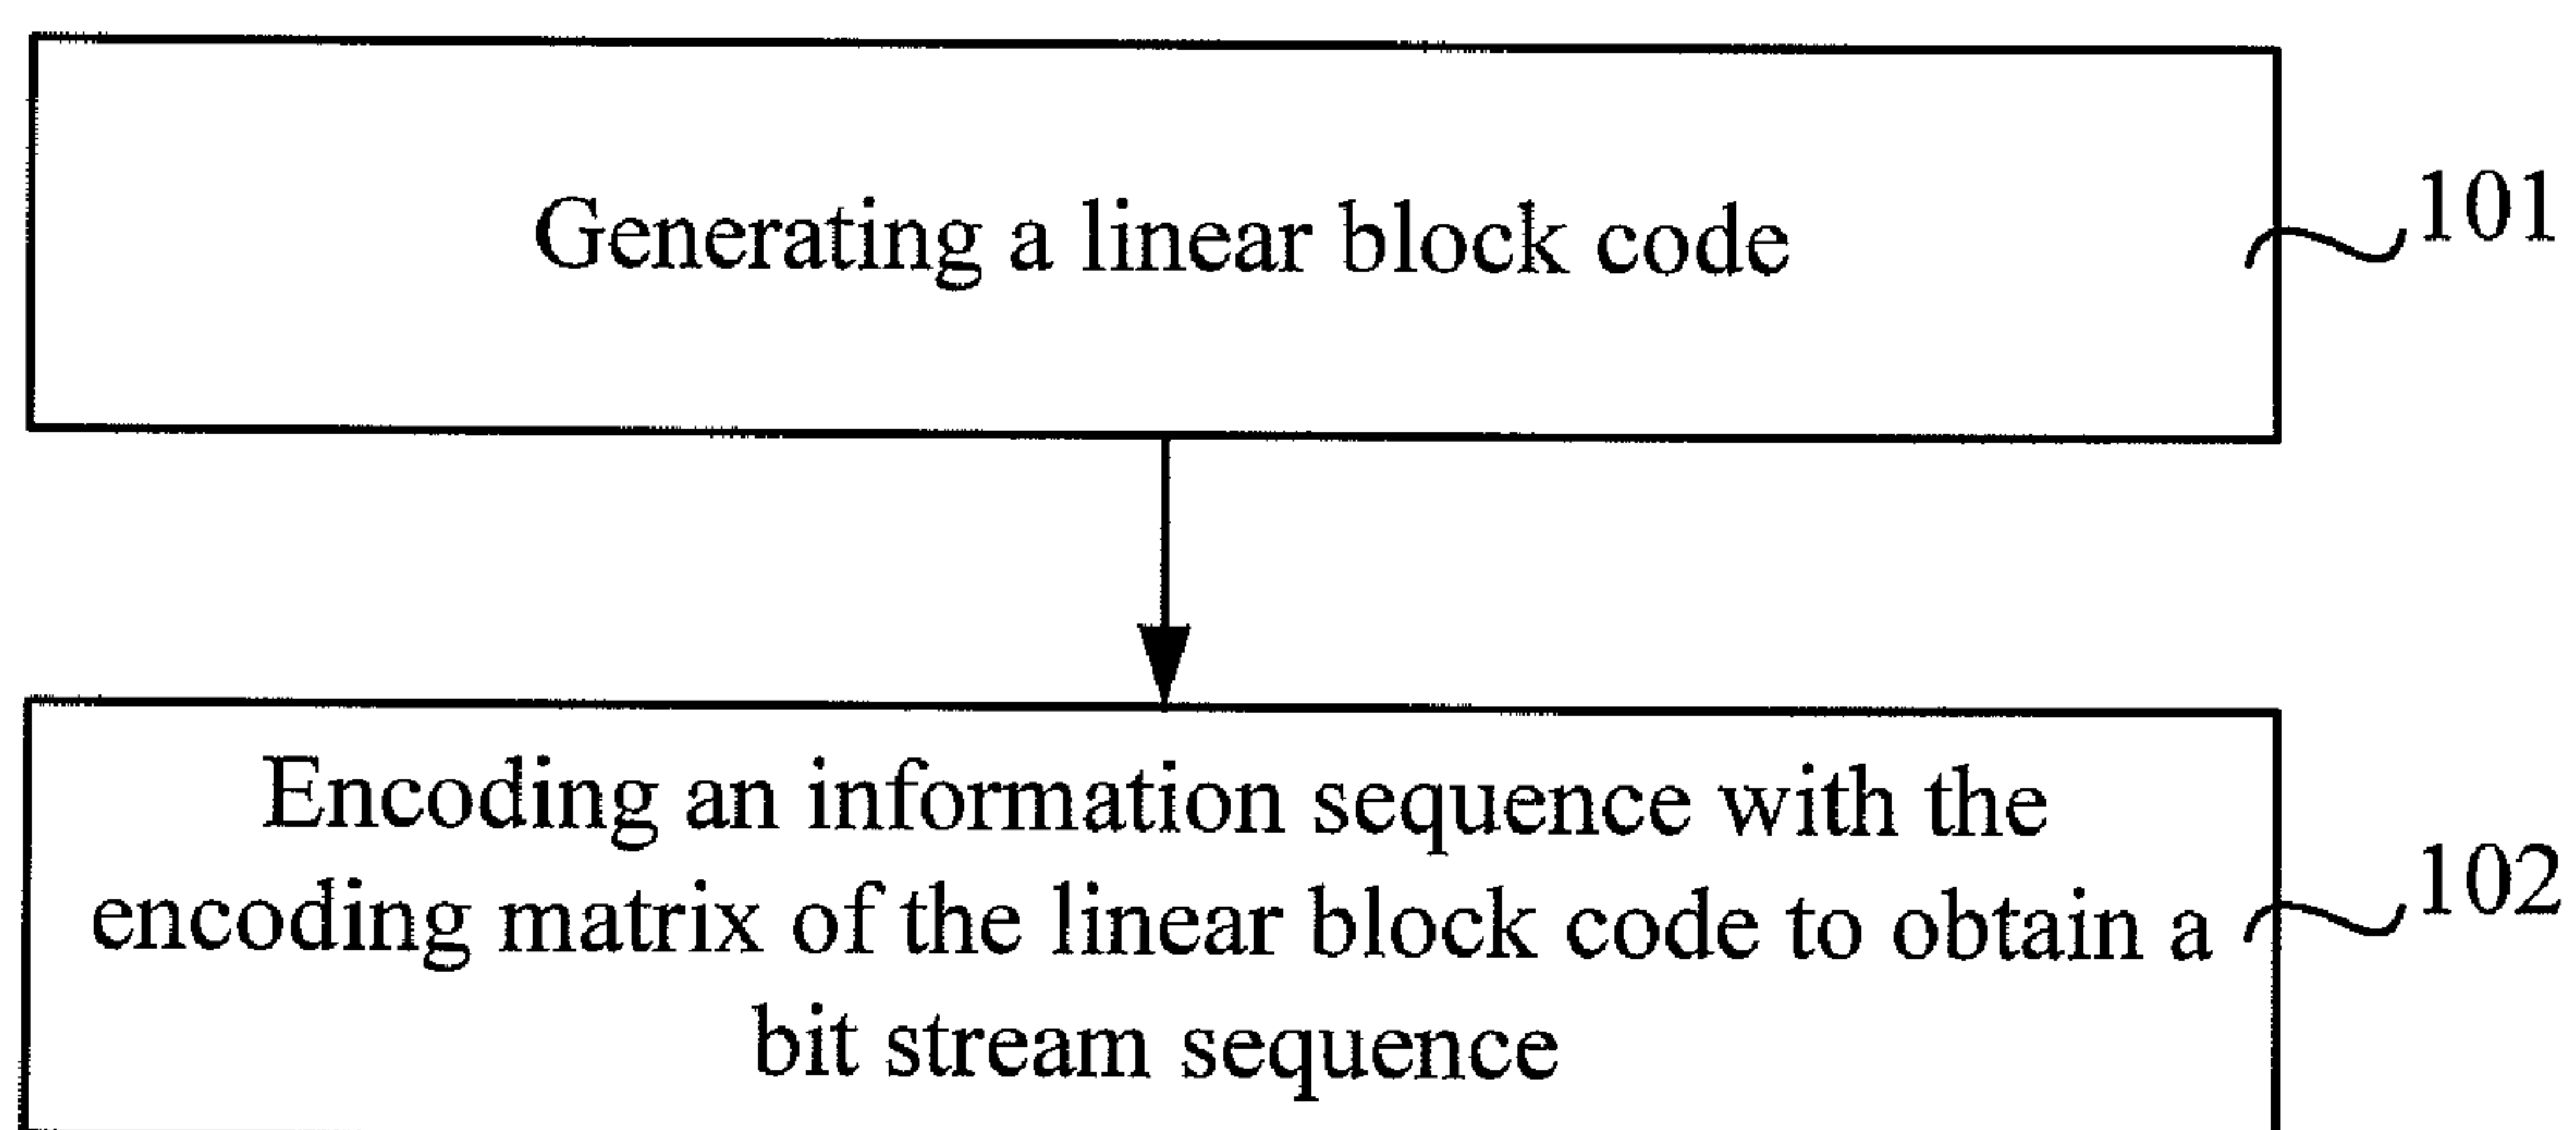 Generating a linear block code
101
Encoding an information sequence with the
encoding matrix of the linear block code to obtain a
bit stream sequence
102